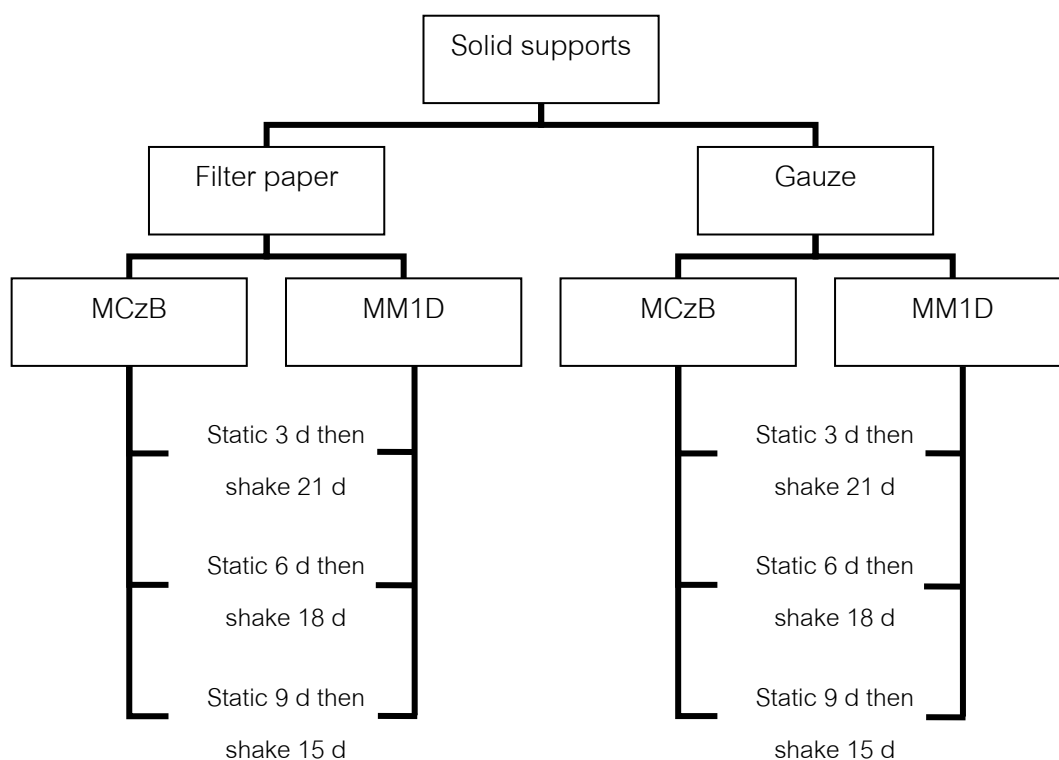 Solid supports
Filter paper
Gauze
MCzB
MM1D
MCzB
MM1D
Static 3 d then
shake 21 d
Static 6 d then
shake 18 d
Static 9 d then
shake 15 d
Static 3 d then
shake 21 d
Static 6 d then
shake 18 d
Static 9 d then
shake 15 d